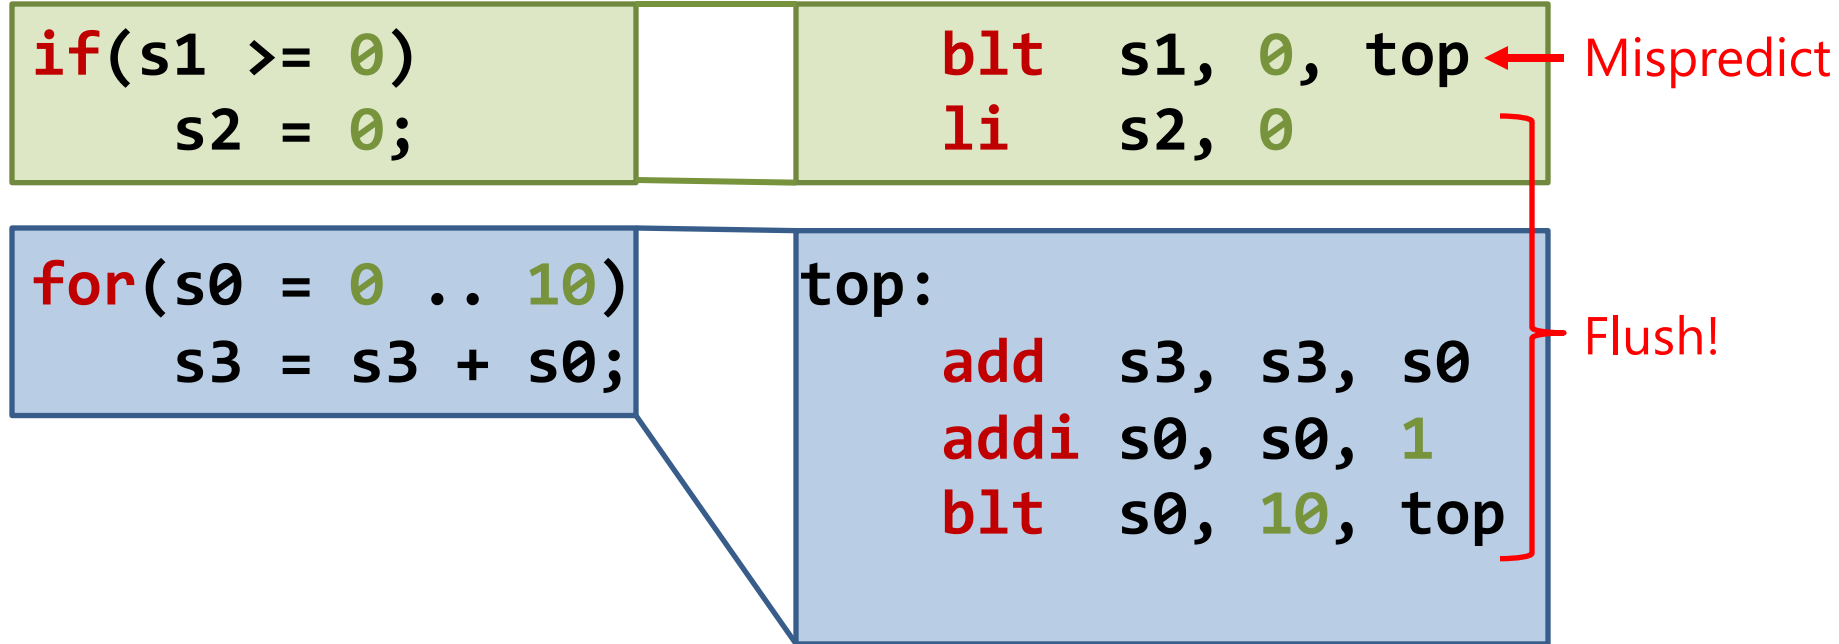 if(s1 >= 0)
    s2 = 0;
blt s1, 0, top
li s2, 0
Mispredict
for(s0 = 0 .. 10)
    s3 = s3 + s0;
top:
    add s3, s3, s0
    addi s0, s0, 1
    blt s0, 10, top
Flush!